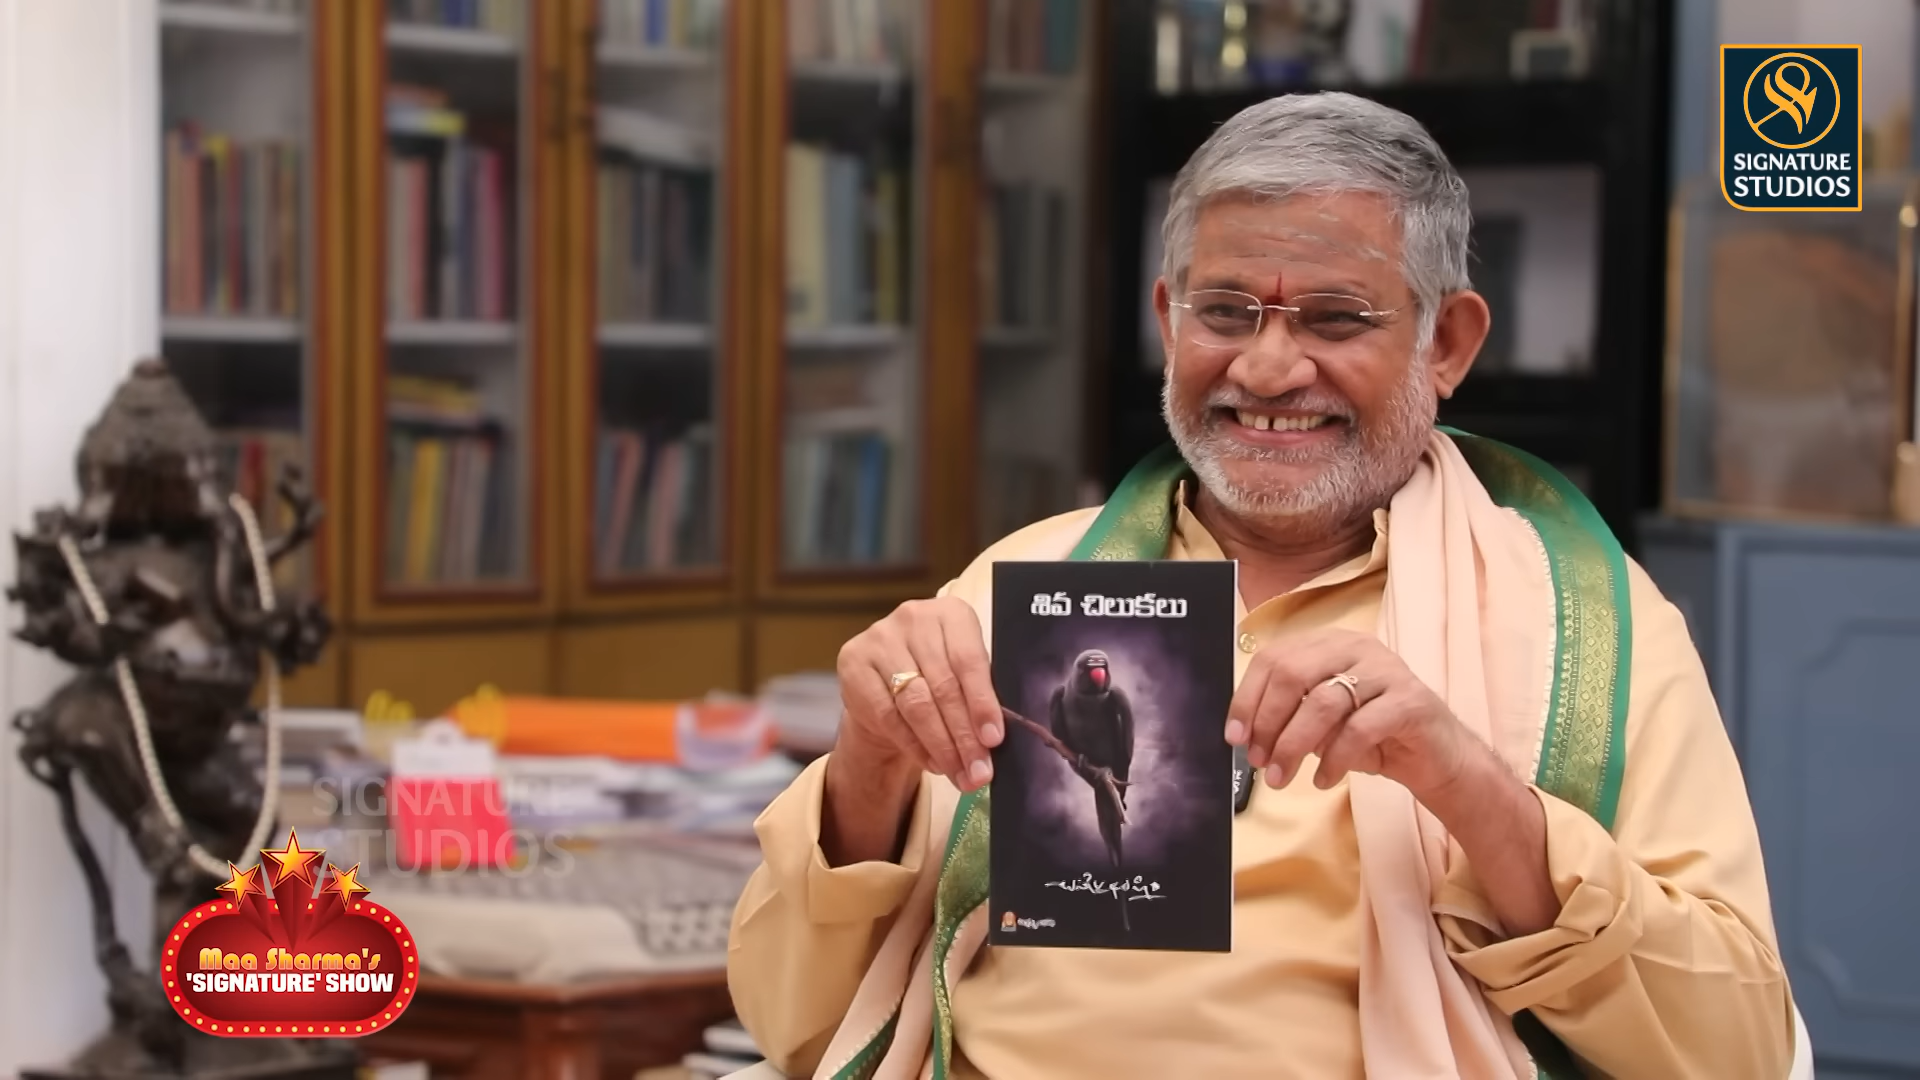 SIGNATURE
STUDIOS
శివ చిలుకలు
SIGNATURE
STUDIOS
Maa Sharma's
'SIGNATURE' SHOW